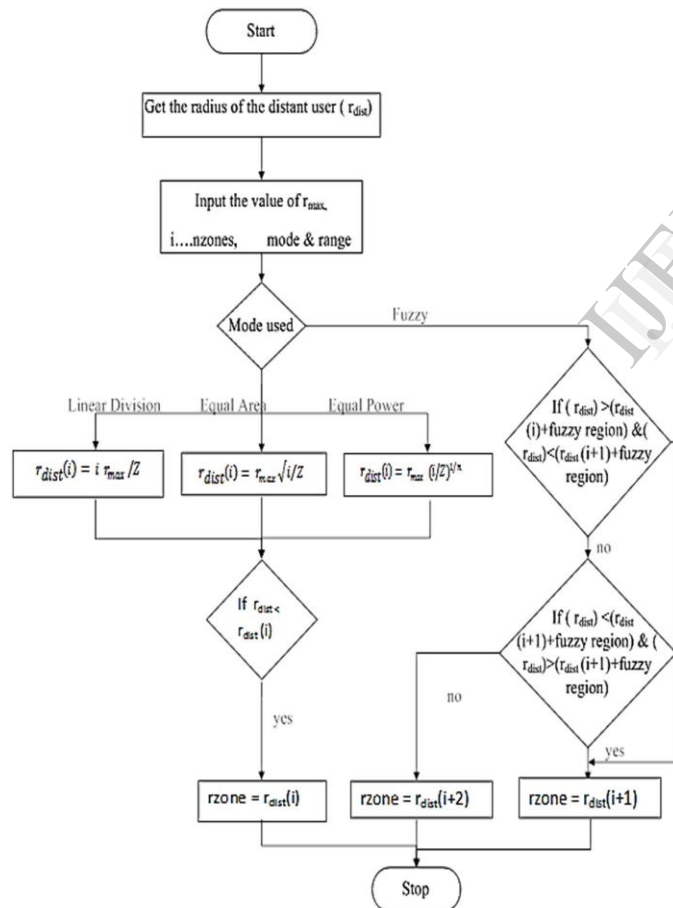 Start
Get the radius of the distant user ( r_dist)
Input the value of r_max,
i....nzones, mode & range
Mode used
Fuzzy
Linear Division
Equal Area
Equal Power
r_dist(i) = i r_max/Z
r_dist(i) = r_max√i/Z
r_dist(i) = r_max (i/Z)^1/n
If ( r_dist) >(r_dist
(i)+fuzzy region) &(
r_dist)<(r_dist(i+1)+fuzzy
region)
no
If r_dist<
r_dist(i)
If ( r_dist) <(r_dist
(i+1)+fuzzy region) & (
r_dist)>(r_dist(i+1)+fuzzy
region)
yes
no
yes
rzone = r_dist(i)
rzone = r_dist(i+2)
rzone = r_dist(i+1)
Stop